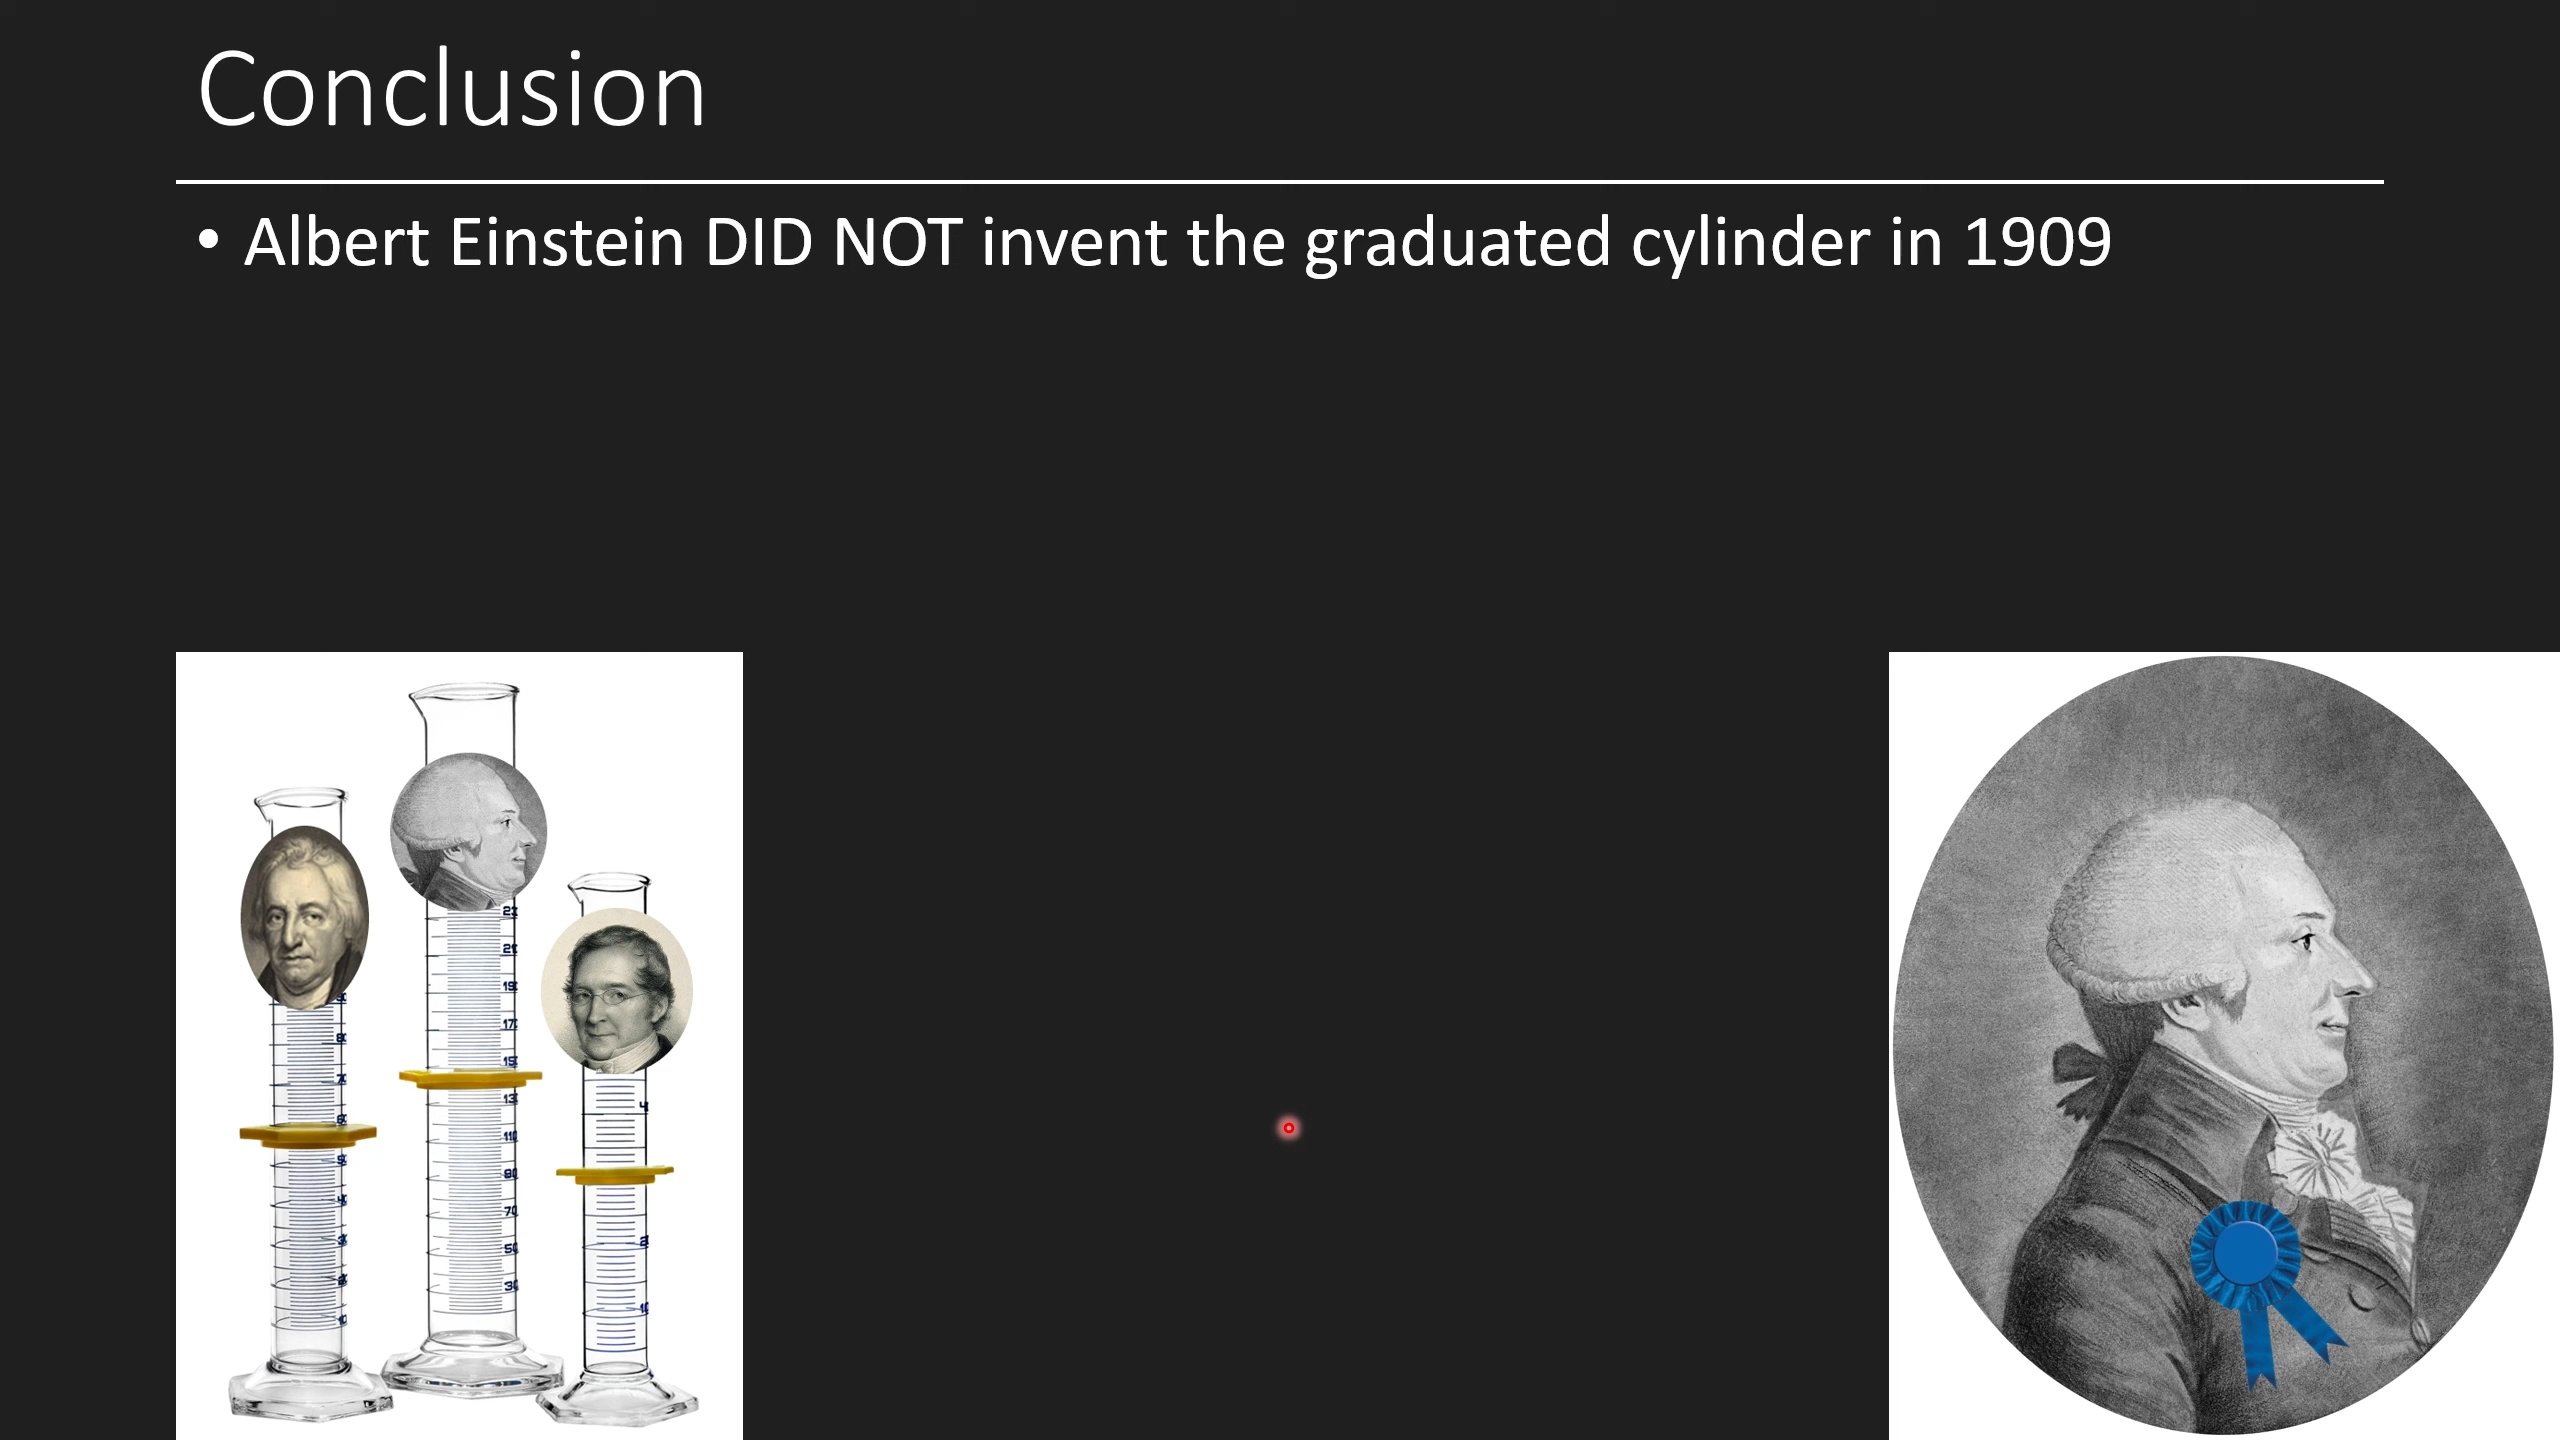 Conclusion
• Albert Einstein DID NOT invent the graduated cylinder in 1909